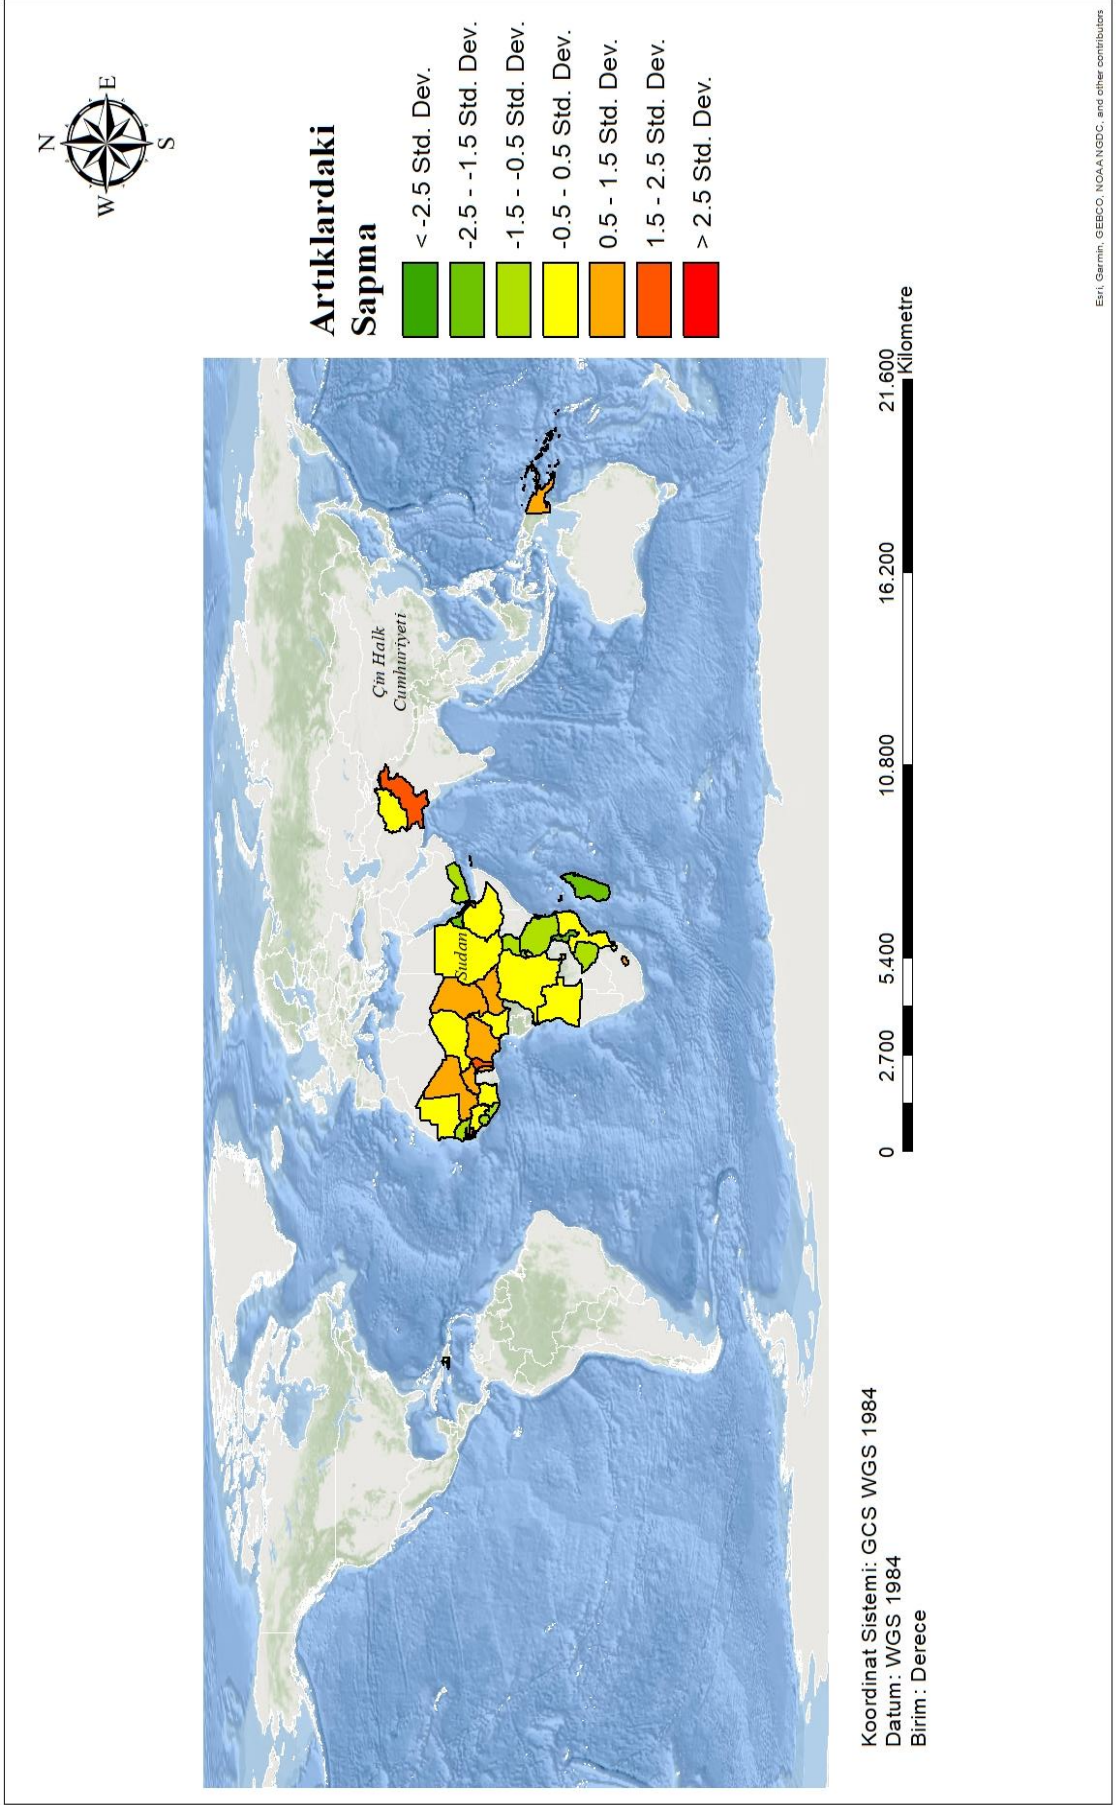 N
W
E
S
Artıklardaki
Sapma
< -2.5 Std. Dev.
-2.5 - -1.5 Std. Dev.
-1.5 - -0.5 Std. Dev.
-0.5 - 0.5 Std. Dev.
0.5 - 1.5 Std. Dev.
1.5 - 2.5 Std. Dev.
> 2.5 Std. Dev.
Çin Halk
Cumhuriyeti
Sudan
0 2.700 5.400 10.800 16.200 21.600
Kilometre
Koordinat Sistemi: GCS WGS 1984
Datum: WGS 1984
Birim: Derece
Esri, Garmin, GEBCO, NOAA NGDC, and other contributors